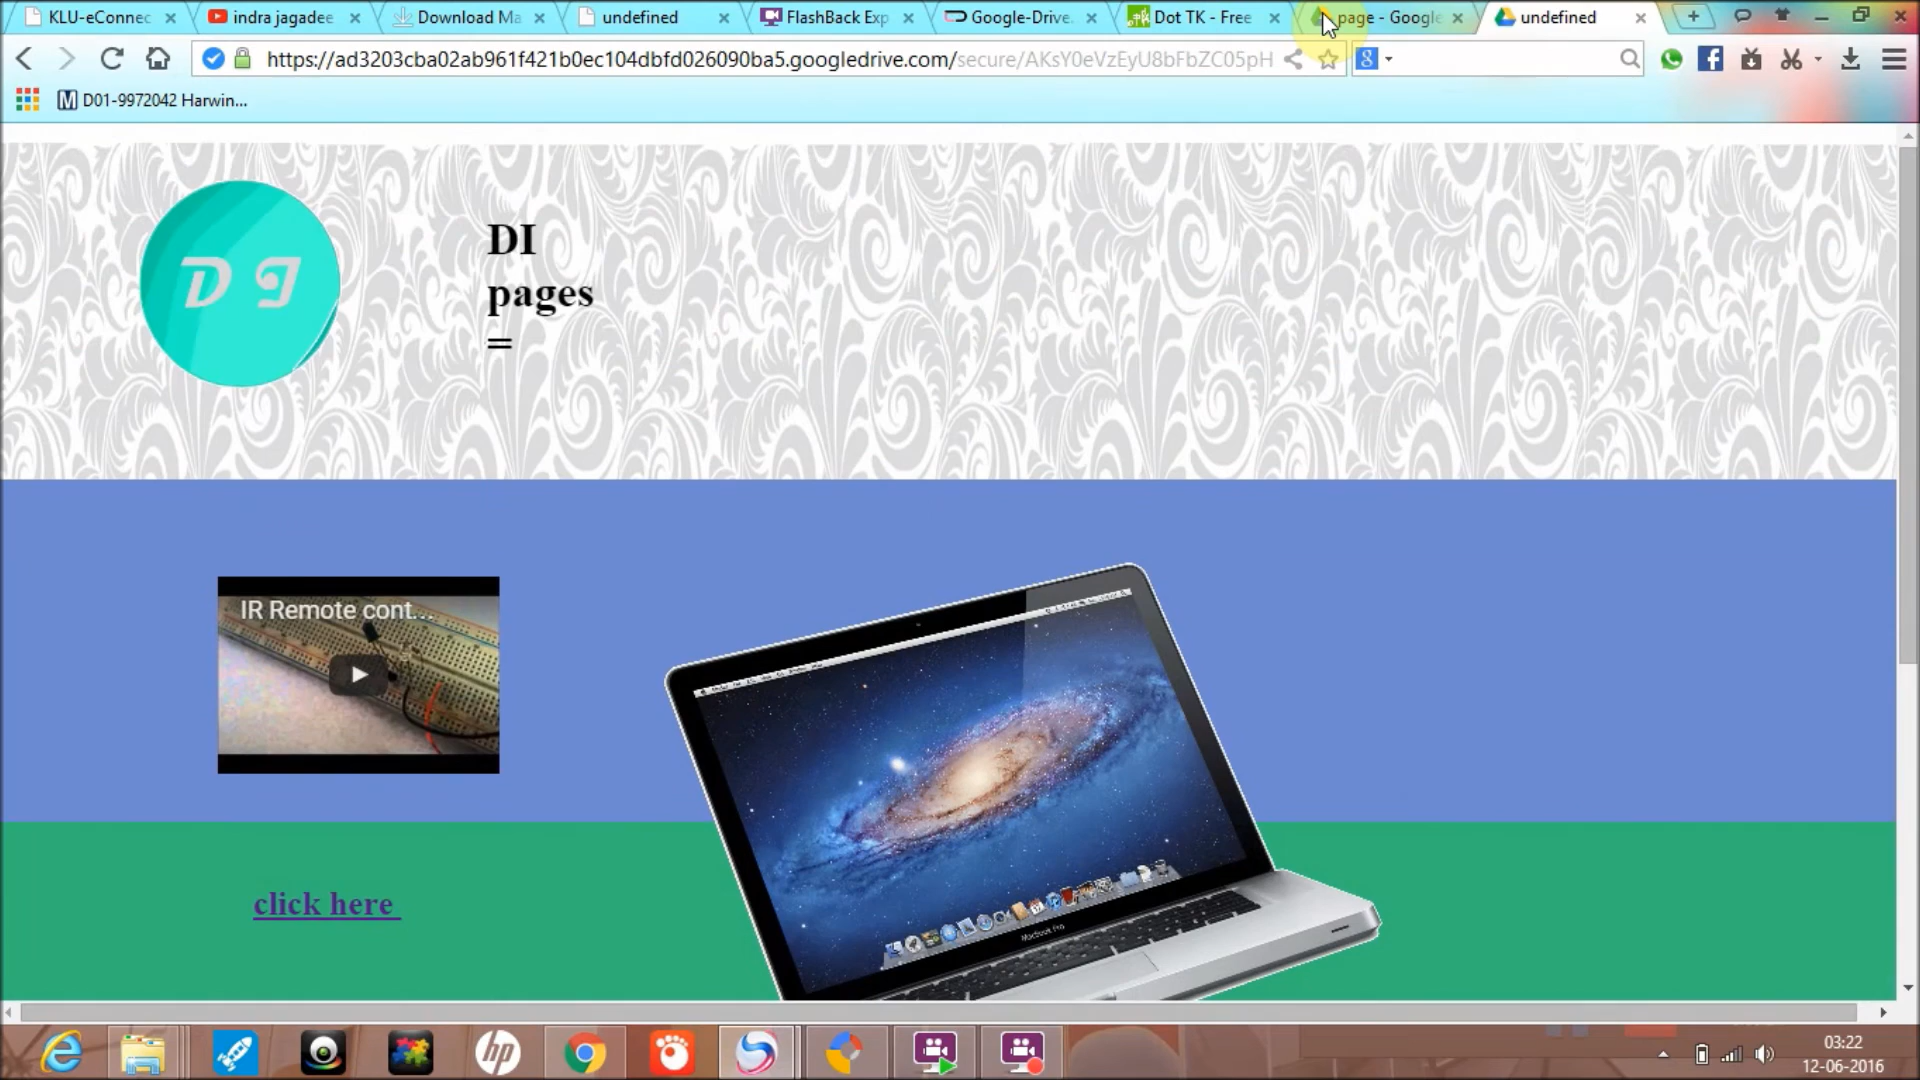 KLU-eConnec
indra jagadee
Download Ma
undefined
FlashBack Exp
Google-Drive.
Dot TK - Free
page - Google
undefined
https://ad3203cba02ab961f421b0ec104dbfd026090ba5.googledrive.com/secure/AKsY0eVzEyU8bFbZC05pH
D01-9972042 Harwin...
D J
DI
pages
=
IR Remote cont...
MacBook Pro
click here
03:22
12-06-2016